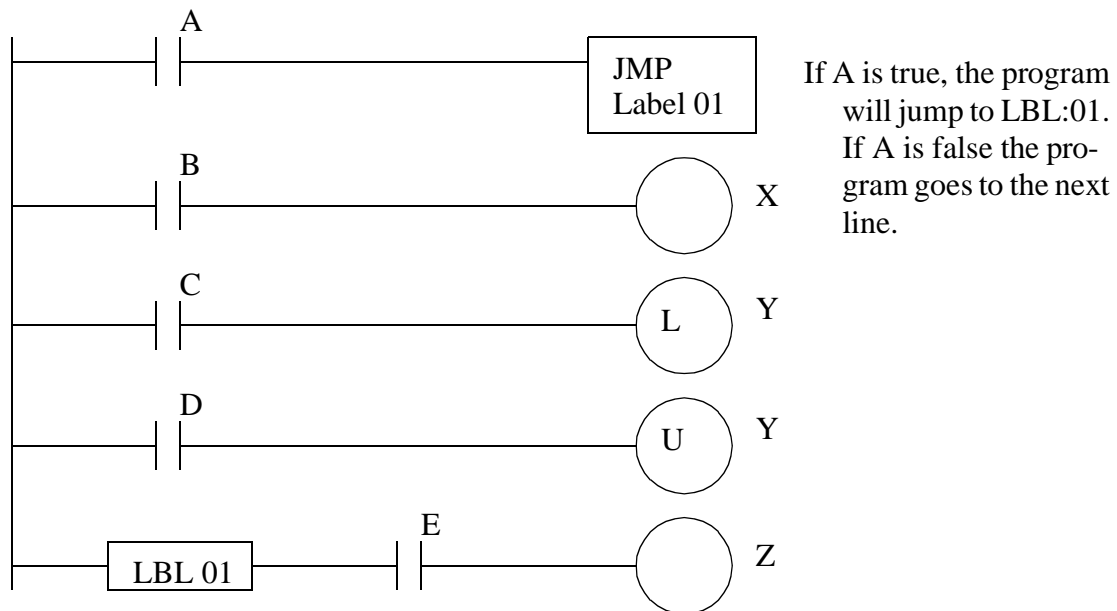 A
JMP
Label 01
If A is true, the program
will jump to LBL:01.
If A is false the pro-
gram goes to the next
line.
B
X
C
L
Y
D
U
Y
LBL 01
E
Z